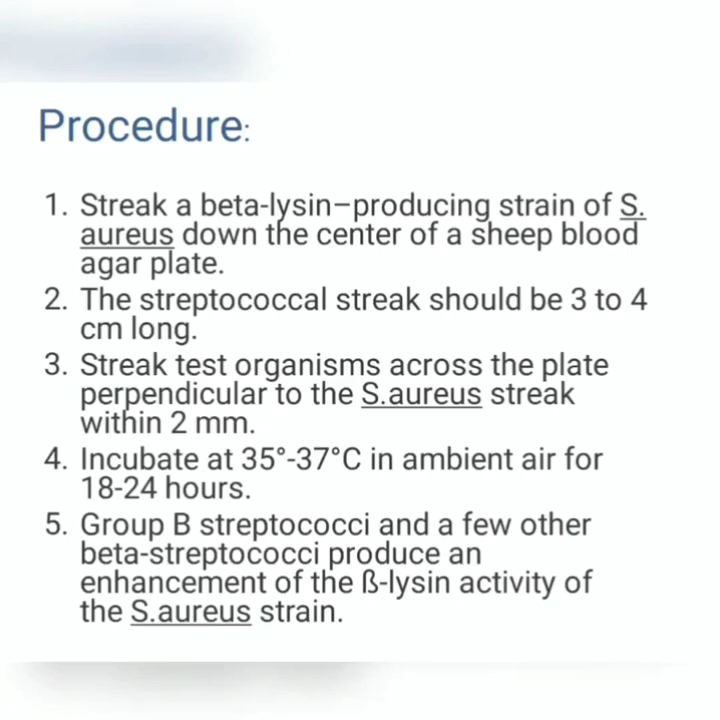 Procedure:
1. Streak a beta-lysin–producing strain of S.
aureus down the center of a sheep blood
agar plate.
2. The streptococcal streak should be 3 to 4
cm long.
3. Streak test organisms across the plate
perpendicular to the S.aureus streak
within 2 mm.
4. Incubate at 35°-37°C in ambient air for
18-24 hours.
5. Group B streptococci and a few other
beta-streptococci produce an
enhancement of the ß-lysin activity of
the S.aureus strain.